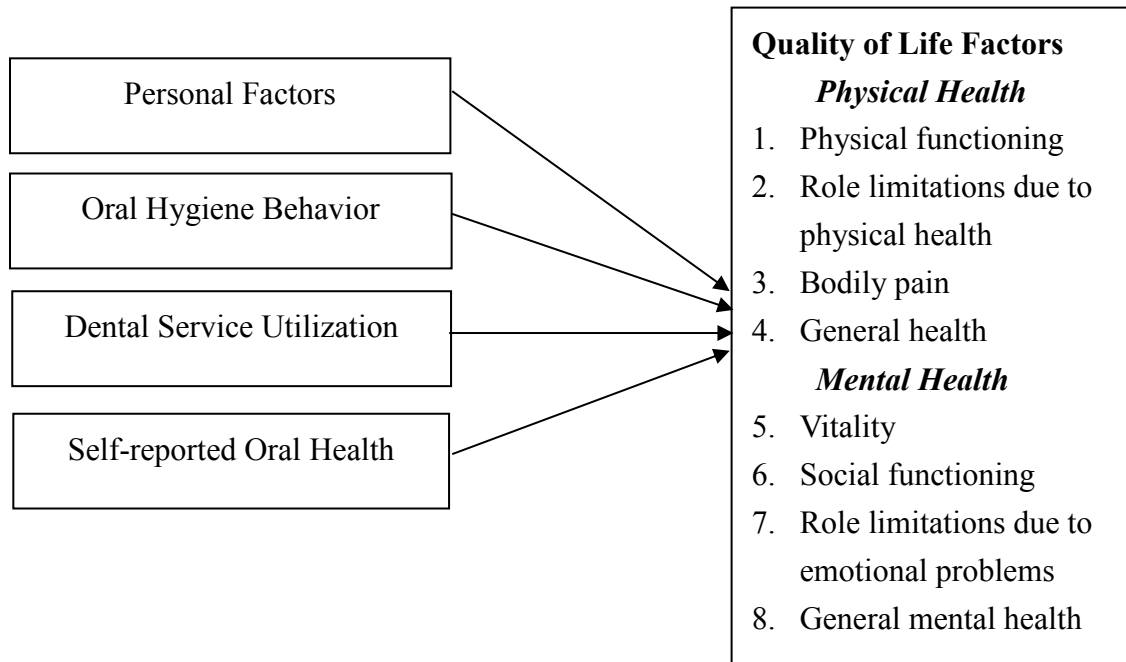 Personal Factors
Oral Hygiene Behavior
Dental Service Utilization
Self-reported Oral Health
Quality of Life Factors
Physical Health
1. Physical functioning
2. Role limitations due to
physical health
3. Bodily pain
4. General health
Mental Health
5. Vitality
6. Social functioning
7. Role limitations due to
emotional problems
8. General mental health